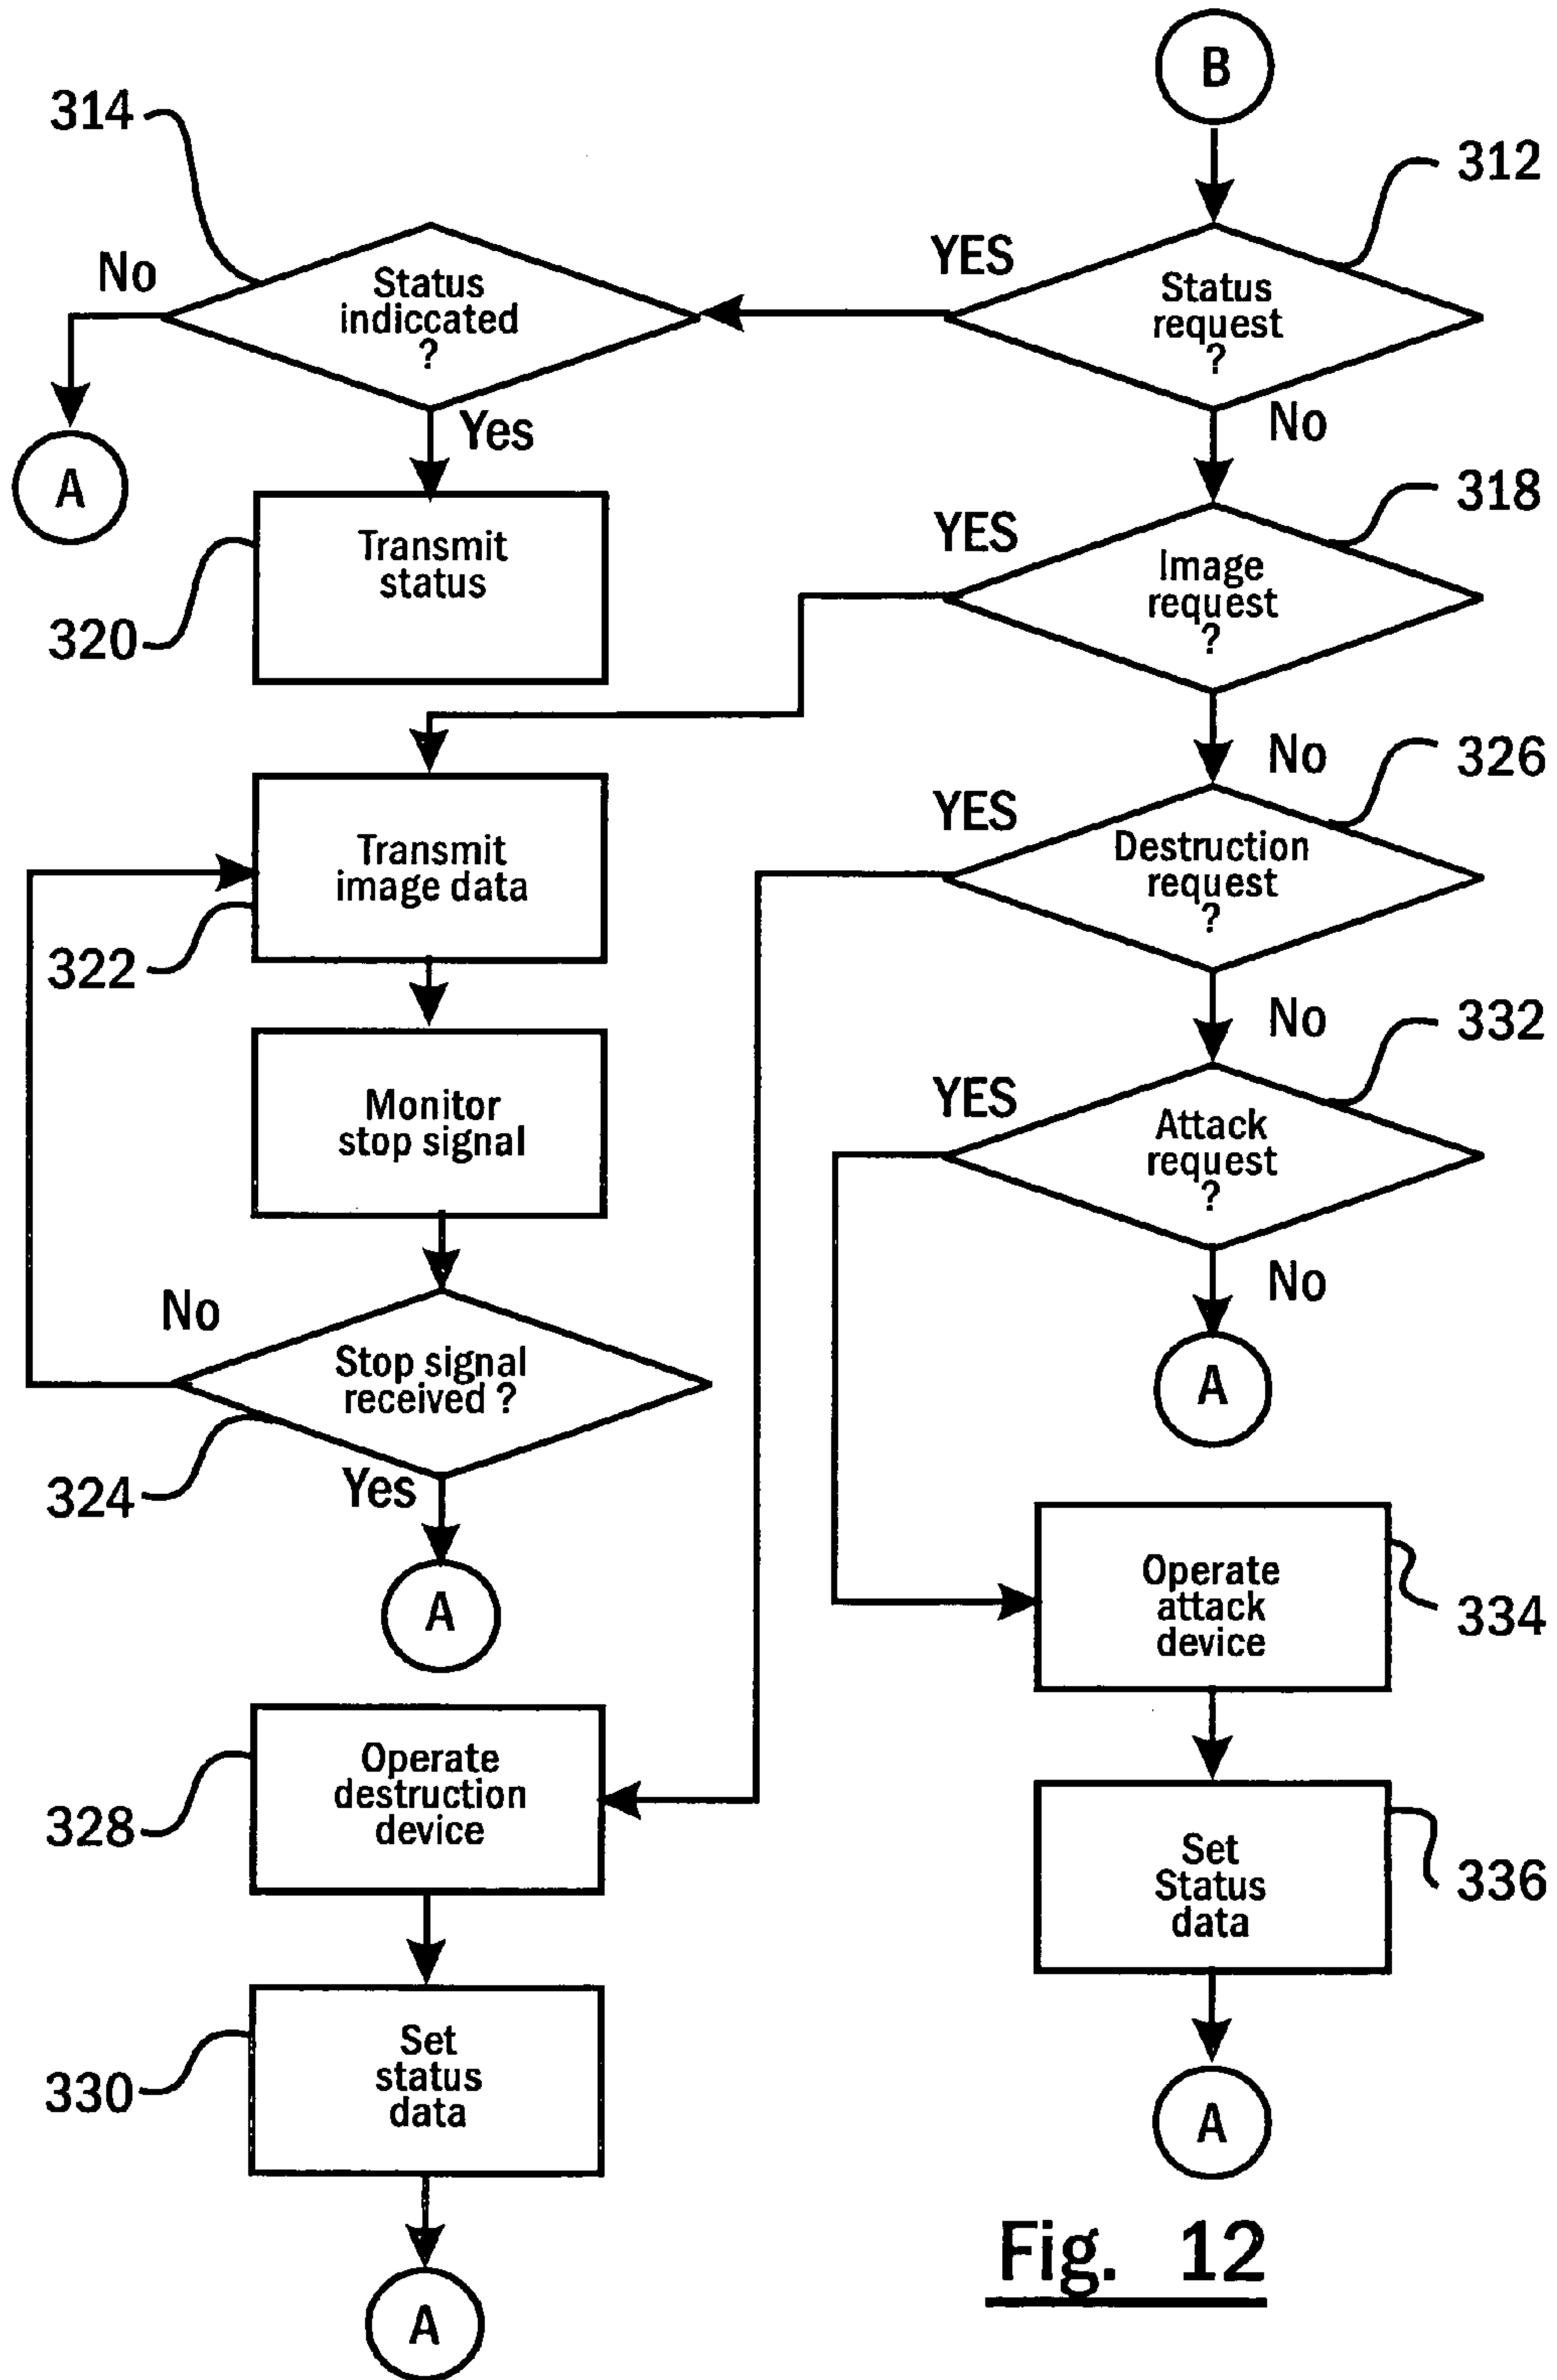 B
314
312
No
YES
Status
indiccated
?
Status
request
?
A
Yes
No
320
Transmit
status
318
YES
Image
request
?
No
326
322
Transmit
image data
YES
Destruction
request
?
No
332
Monitor
stop signal
YES
Attack
request
?
No
No
324
Stop signal
received ?
A
Yes
A
Operate
attack
device
334
328
Operate
destruction
device
Set
Status
data
336
330
Set
status
data
A
A
Fig. 12